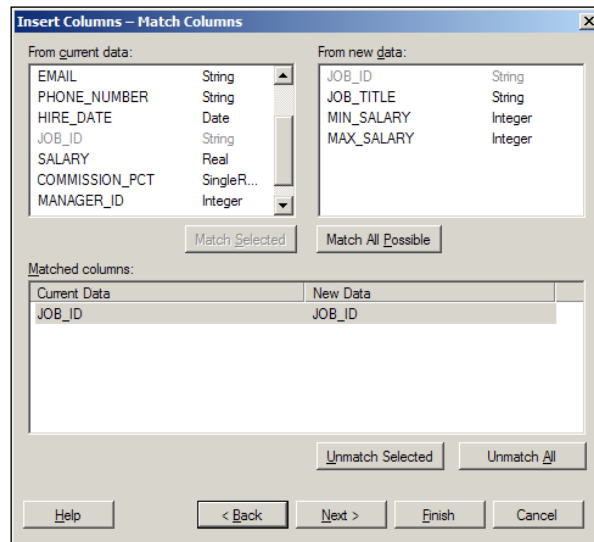 Insert Columns – Match Columns
From current data: From new data:
EMAIL String JOB_ID String
PHONE_NUMBER String JOB_TITLE String
HIRE_DATE Date MIN_SALARY Integer
JOB_ID String MAX_SALARY Integer
SALARY Real
COMMISSION_PCT SingleR...
MANAGER_ID Integer
Match Selected Match All Possible
Matched columns:
Current Data New Data
JOB_ID JOB_ID
Unmatch Selected Unmatch All
Help < Back Next > Finish Cancel